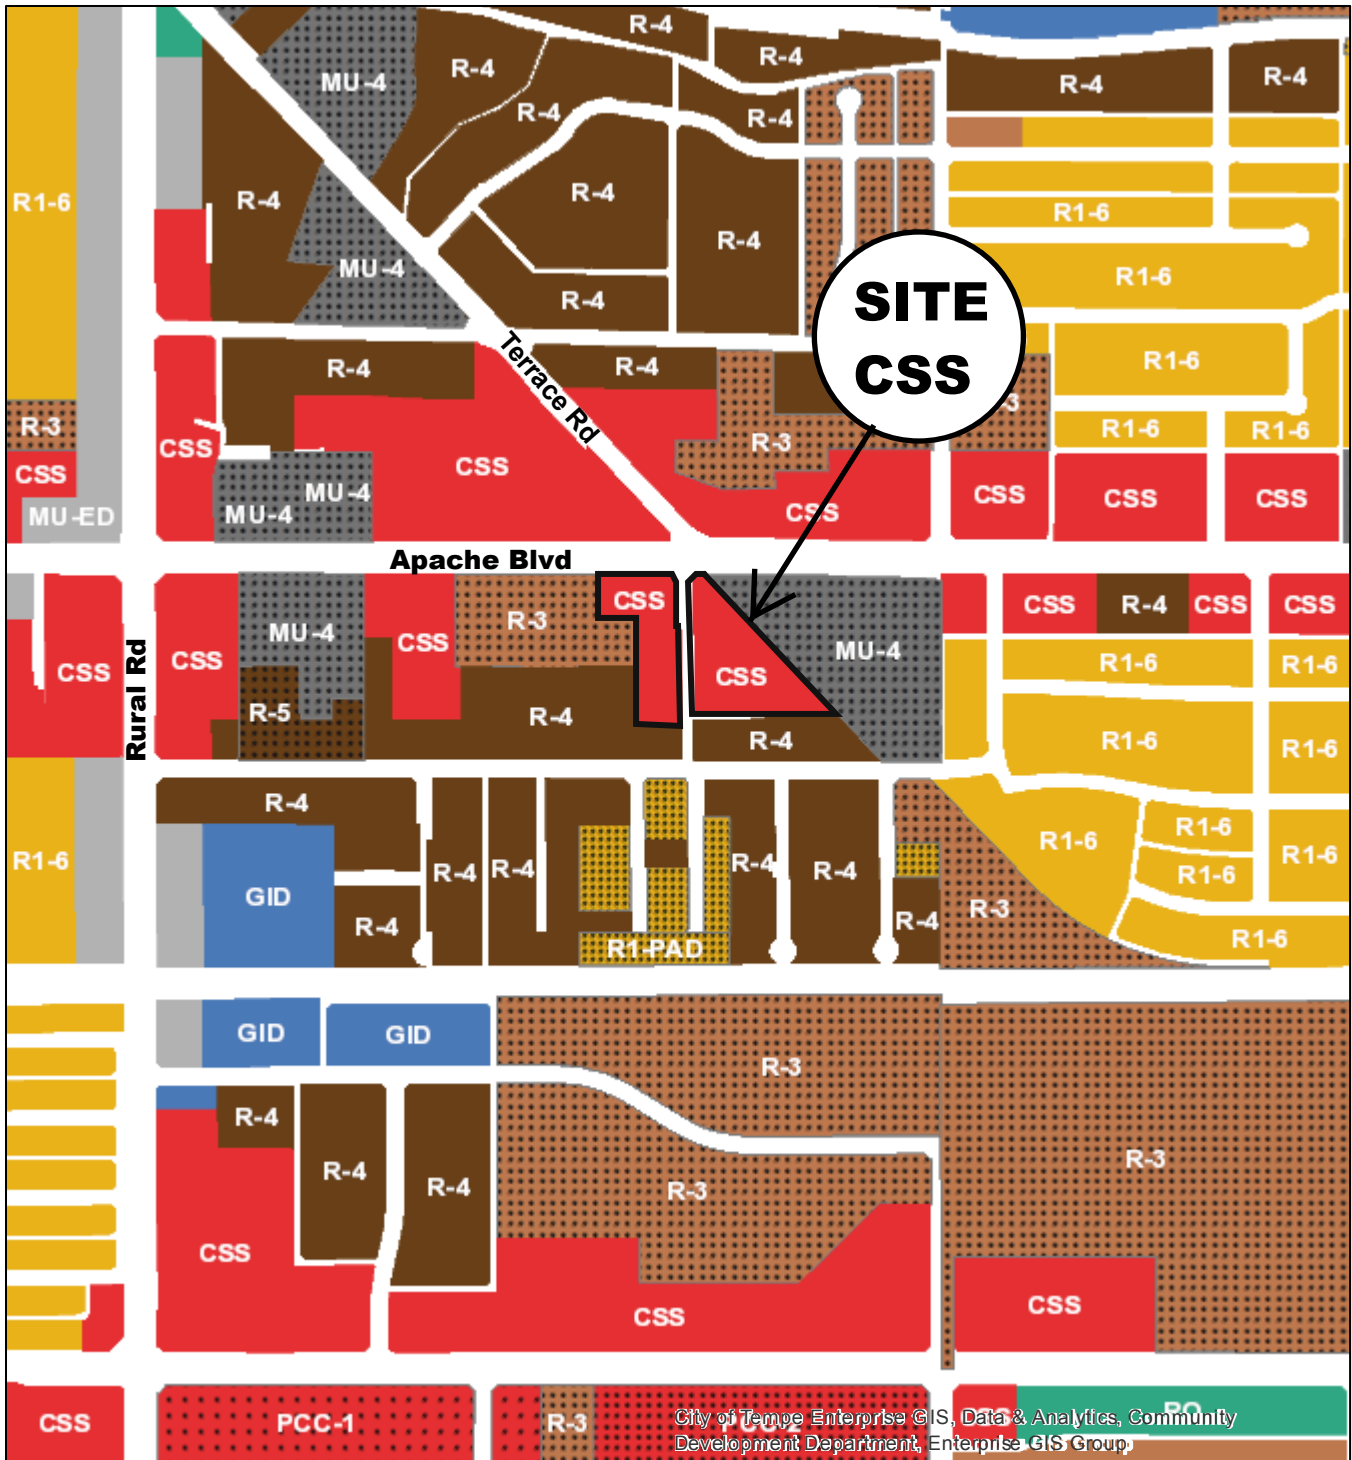 R-4
R-4
MU-4
R-4
R-4
R-4
R-4
R-4
R1-6
R-4
R-4
R1-6
R-4
MU-4
R1-6
R-4
SITE
CSS
Terrace Rd
R-4
R-4
R1-6
3
R-3
CSS
R-3
R1-6
R1-6
CSS
CSS
MU-4
CSS
CSS
CSS
MU-ED
MU-4
CSS
Apache Blvd
CSS
R-3
CSS
R-4
CSS
CSS
MU-4
CSS
MU-4
R1-6
R1-6
Rural Rd
CSS
CSS
CSS
R-5
R-4
R-4
R1-6
R1-6
R-4
R1-6
R1-6
R1-6
R-4
R-4
R-4
R-4
R1-6
R1-6
GID
R-4
R-4
R-3
R1-PAD
R1-6
GID
GID
R-3
R-4
R-4
R-4
R-3
R-3
CSS
CSS
CSS
CSS
PCC-1
R-3
City of Tempe Enterprise GIS, Data & Analytics, Community
Development Department, Enterprise GIS Group